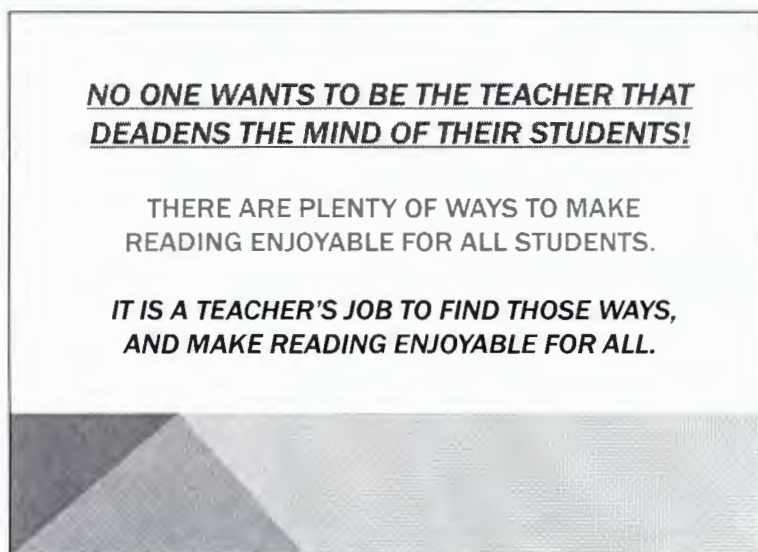 NO ONE WANTS TO BE THE TEACHER THAT
DEADENS THE MIND OF THEIR STUDENTS!
THERE ARE PLENTY OF WAYS TO MAKE
READING ENJOYABLE FOR ALL STUDENTS.
IT IS A TEACHER'S JOB TO FIND THOSE WAYS,
AND MAKE READING ENJOYABLE FOR ALL.